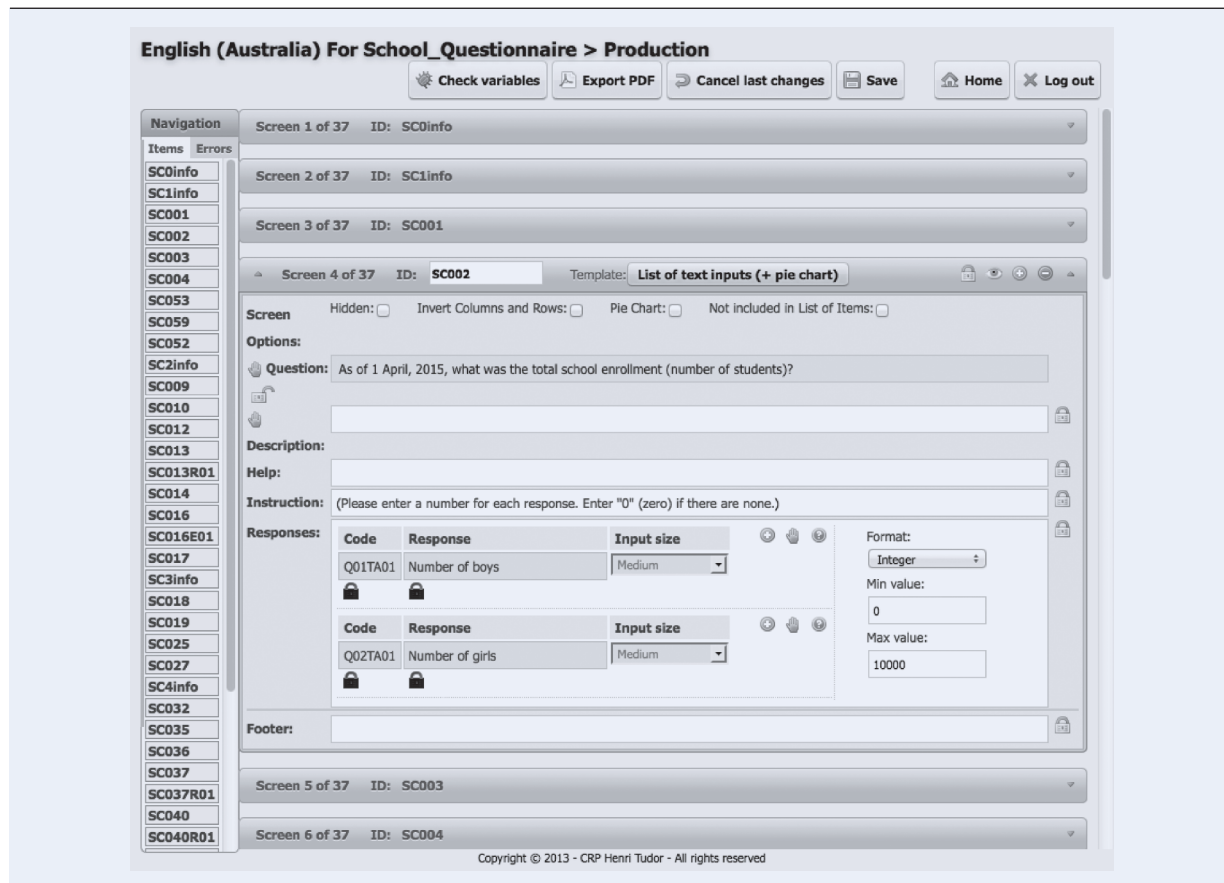 English (Australia) For School_Questionnaire > Production
Check variables Export PDF Cancel last changes Save Home Log out
Navigation
Items Errors
SC0info
SC1info
SC001
SC002
SC003
SC004
SC053
SC059
SC052
SC2info
SC009
SC010
SC012
SC013
SC013R01
SC014
SC016
SC016E01
SC017
SC3info
SC018
SC019
SC025
SC027
SC4info
SC032
SC035
SC036
SC037
SC037R01
SC040
SC040R01
Screen 1 of 37 ID: SC0info
Screen 2 of 37 ID: SC1info
Screen 3 of 37 ID: SC001
Screen 4 of 37 ID: SC002 Template: List of text inputs (+ pie chart)
Screen Options: Hidden: Invert Columns and Rows: Pie Chart: Not included in List of Items:
Question: As of 1 April, 2015, what was the total school enrollment (number of students)?
Description:
Help:
Instruction: (Please enter a number for each response. Enter "0" (zero) if there are none.)
Responses:
Code Response Input size
Q01TA01 Number of boys Medium
Code Response Input size
Q02TA01 Number of girls Medium
Format:
Integer
Min value:
0
Max value:
10000
Footer:
Screen 5 of 37 ID: SC003
Screen 6 of 37 ID: SC004
Copyright © 2013 - CRP Henri Tudor - All rights reserved